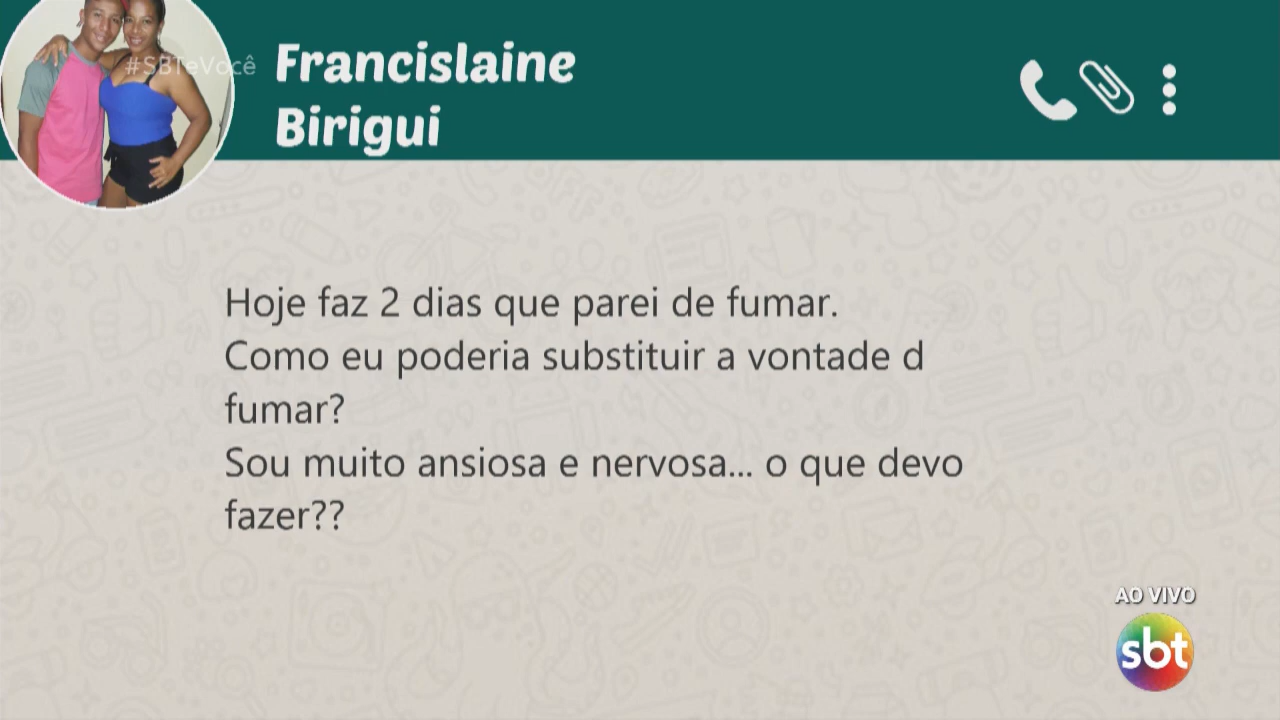 #SBTeVocê
Francislaine
Birigui
Hoje faz 2 dias que parei de fumar.
Como eu poderia substituir a vontade d
fumar?
Sou muito ansiosa e nervosa... o que devo
fazer??
AO VIVO
sbt